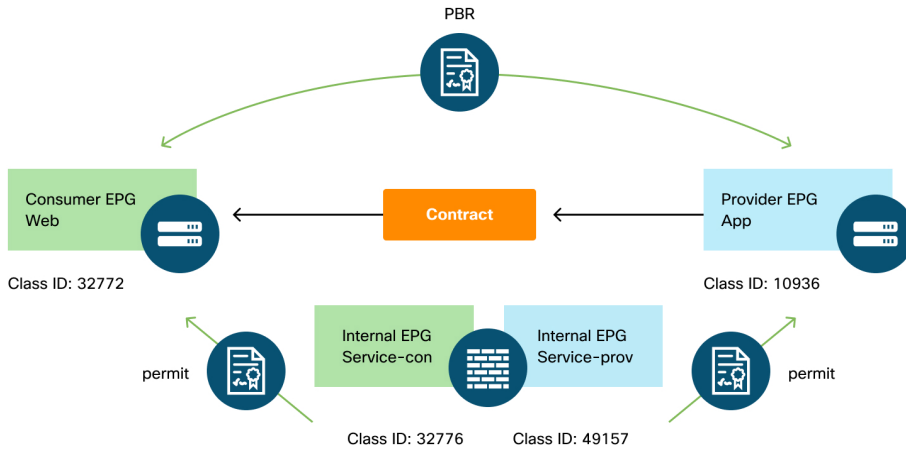 PBR
Consumer EPG
Web
Contract
Provider EPG
App
Class ID: 32772
Class ID: 10936
Internal EPG
Service-con
Internal EPG
Service-prov
permit
permit
Class ID: 32776
Class ID: 49157